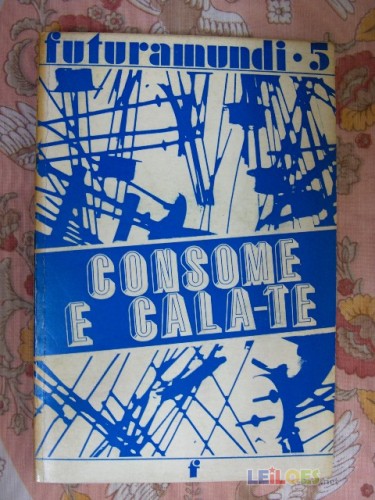 futuramundi • 5
CONSOME
E CALA-TE
f
LEiLOES